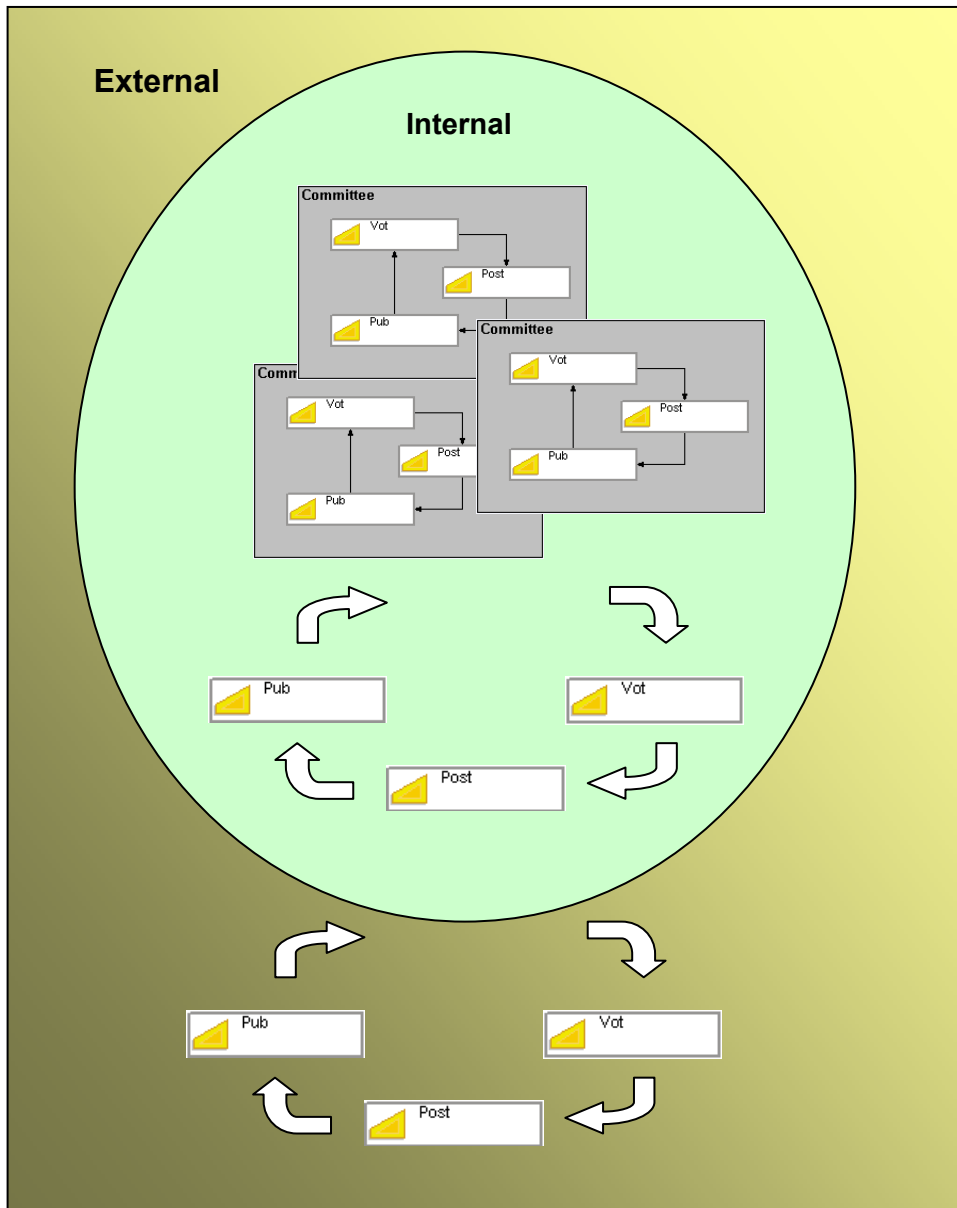 External
Internal
Committee
Vot
Post
Pub
Committee
Vot
Post
Pub
Comm
Vot
Post
Pub
Pub
Vot
Post
Pub
Vot
Post